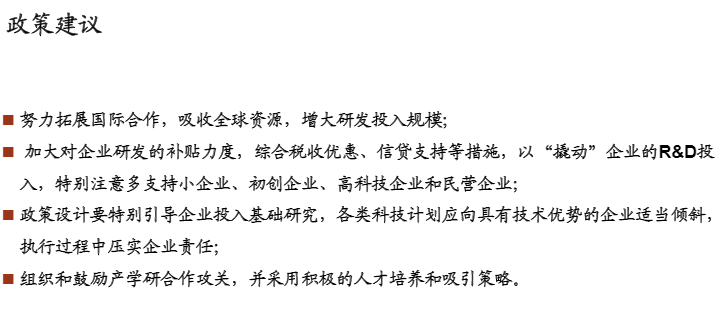 政策建议
■ 努力拓展国际合作，吸收全球资源，增大研发投入规模；
■ 加大对企业研发的补贴力度，综合税收优惠、信贷支持等措施，以“撬动”企业的R&D投
入，特别注意多支持小企业、初创企业、高科技企业和民营企业；
■ 政策设计要特别引导企业投入基础研究，各类科技计划应向具有技术优势的企业适当倾斜，
执行过程中压实企业责任；
■ 组织和鼓励产学研合作攻关，并采用积极的人才培养和吸引策略。